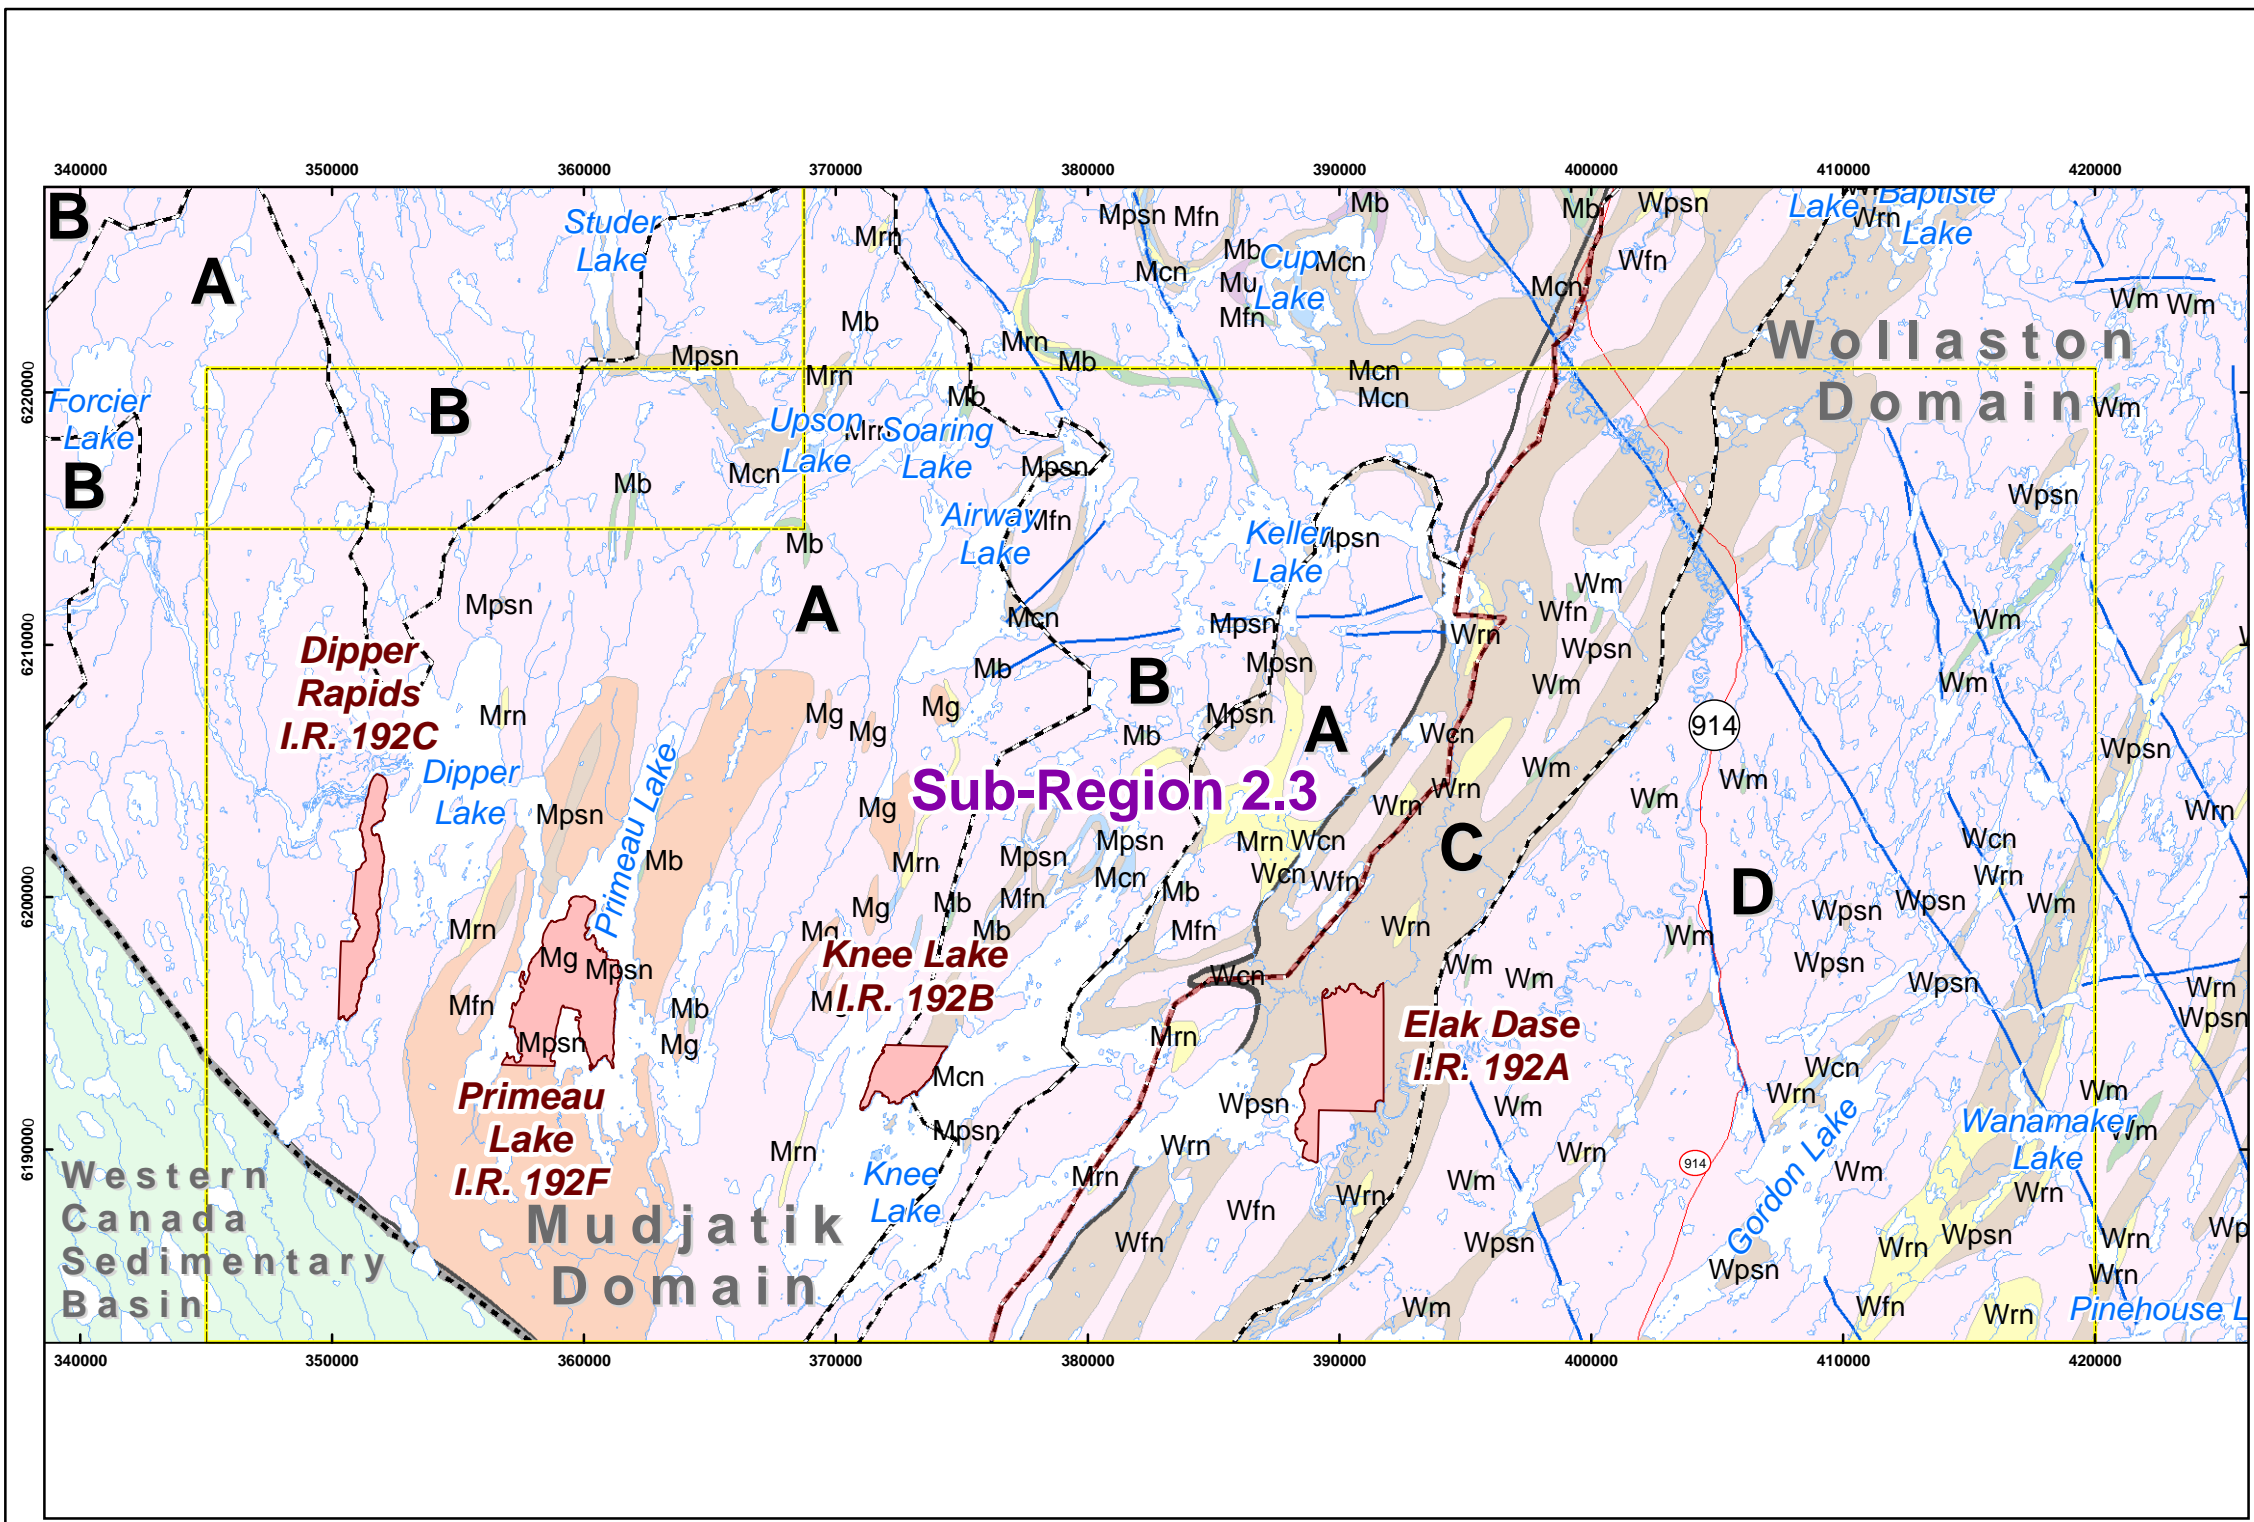 340000 350000 360000 370000 380000 390000 400000 410000 420000
B
A
Studer
Lake
Mrn
Mpsn Mfn
Mb
Mb
Wpsn
Lake
Wrn
Baptiste
Lake
Mb
Cup
Lake
Mcn
Mcn
Mu
Mfn
Mcn
Wfn
Wm Wm
Mb
Mrn
Mb
Mpsn
Mrn
Mcn
Mcn
Wollaston
Domain
Wm
6220000
Forcier
Lake
B
B
Mb
Upson
Lake
Mrn
Soaring
Lake
Mb
Mcn
Mpsn
Wpsn
Airway
Lake
Mfn
Mb
Keller
Lake
Mpsn
Mpsn
A
Mcn
Mpsn
Wm
Wfn
Wrn
Wpsn
Wm
6210000
Dipper
Rapids
I.R. 192C
Mb
B
Mpsn
Mpsn
Wm
Wm
Mrn
Mg
Mg
Mg
Mb
A
Wcn
914
Wpsn
Dipper
Lake
Primeau Lake
Sub-Region 2.3
Wm
Wm
Wm
Mpsn
Mg
Wrn
Wrn
Wrn
Mb
Mrn
Mpsn
Mpsn
Mrn Wcn
C
Wcn
Mcn
Wcn
Wfn
Wrn
6200000
Mg
Mb
Mfn
Mb
D
Wpsn
Wpsn
Wm
Mrn
Mg
Mb
Mfn
Wrn
Wm
Mg
Mpsn
Knee Lake
I.R. 192B
Wcn
Wm
Wm
Wpsn
Wpsn
Wrn
Mfn
Mb
Mpsn
Mg
Mrn
Elak Dase
I.R. 192A
Wpsn
Primeau
Lake
I.R. 192F
Mcn
Wpsn
Wm
Wcn
Wrn
Wm
Mpsn
Wrn
Mrn
Wrn
914
Wanamaker
Lake
Wm
6190000
Western
Canada
Sedimentary
Basin
Knee
Lake
Mrn
Wrn
Wm
Gordon Lake
Wm
Wrn
Mudjatik
Domain
Wfn
Wfn
Wpsn
Wpsn
Wrn
Wpsn
Wrn
Wp
Wrn
Wm
Wfn
Wrn
Pinehouse L
340000 350000 360000 370000 380000 390000 400000 410000 420000